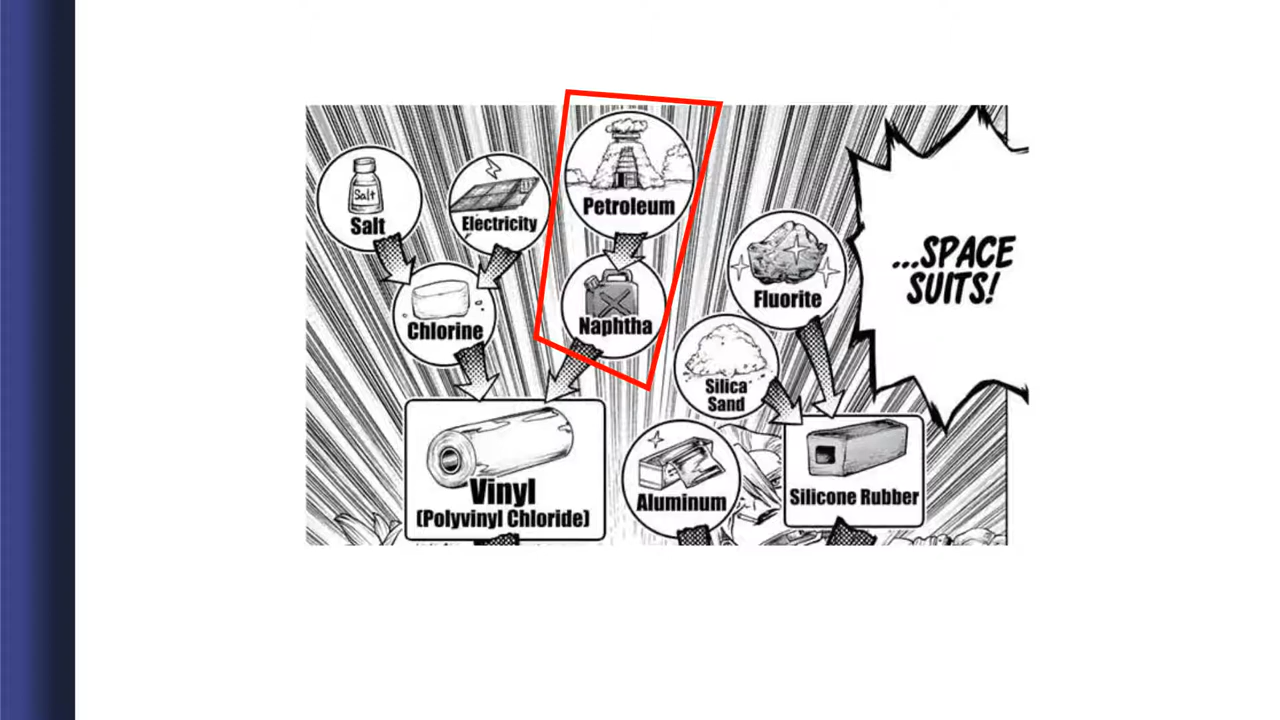 Salt
Salt
Electricity
Petroleum
Chlorine
Naphtha
Fluorite
...SPACE
SUITS!
Silica
Sand
Vinyl
(Polyvinyl Chloride)
Aluminum
Silicone Rubber